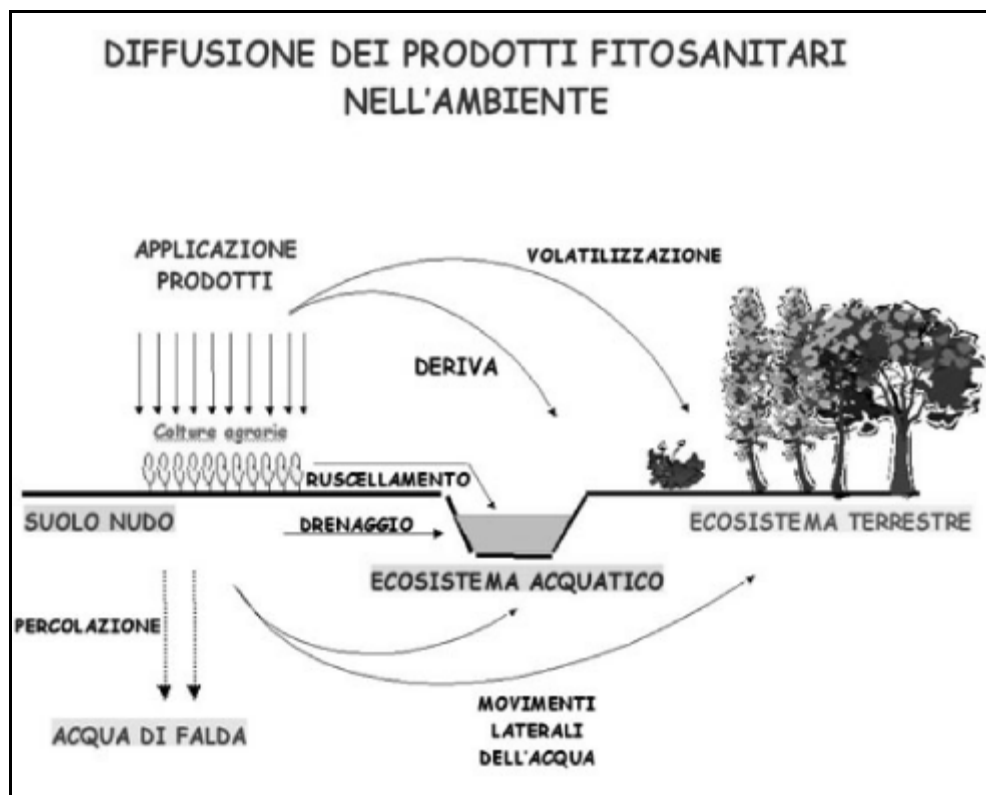 DIFFUSIONE DEI PRODOTTI FITOSANITARI
NELL'AMBIENTE
APPLICAZIONE
PRODOTTI
VOLATILIZZAZIONE
DERIVA
Colture agrarie
RUSCELLAMENTO
SUOLO NUDO
DRENAGGIO
ECOSISTEMA TERRESTRE
ECOSISTEMA ACQUATICO
PERCOLAZIONE
ACQUA DI FALDA
MOVIMENTI
LATERALI
DELL'ACQUA